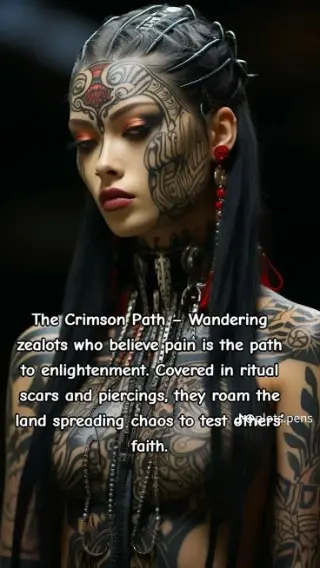 The Crimson Path – Wandering
zealots who believe pain is the path
to enlightenment. Covered in ritual
scars and piercings, they roam the
land spreading chaos to test others'
faith.